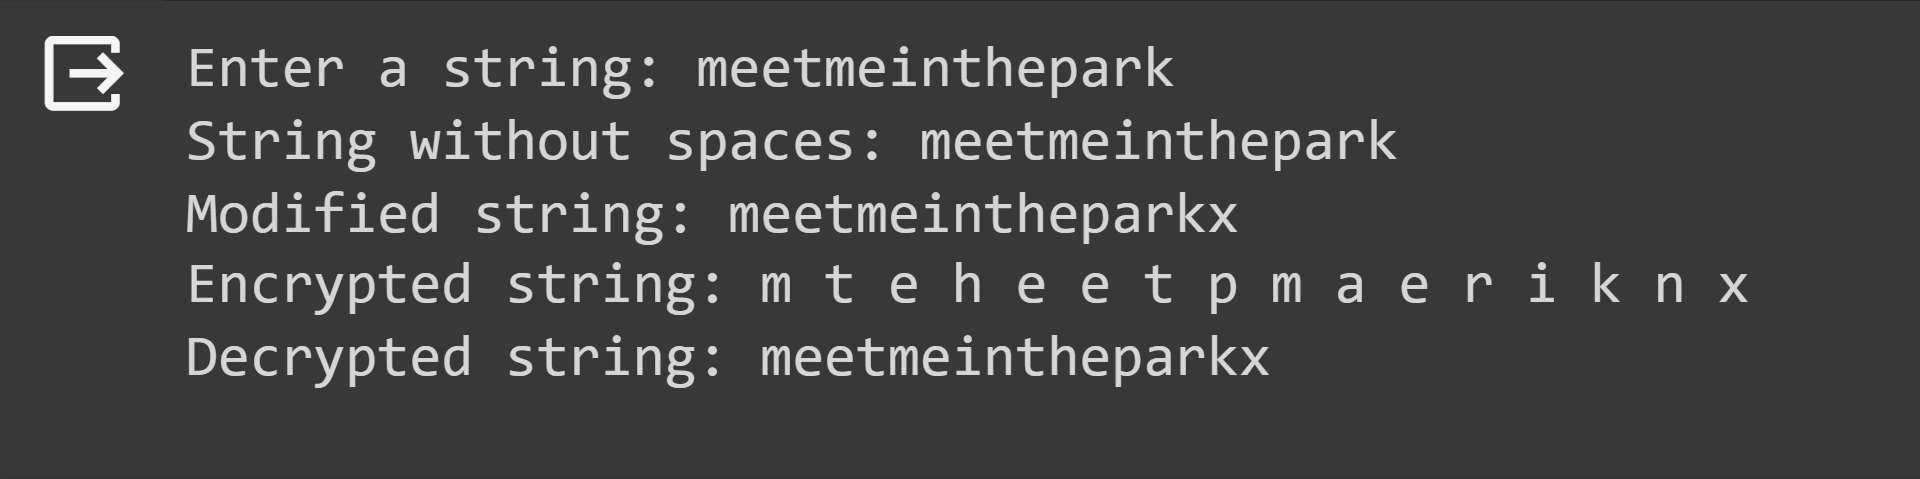 Enter a string: meetmeinthepark
String without spaces: meetmeinthepark
Modified string: meetmeintheparkx
Encrypted string: m t e h e e t p m a e r i k n x
Decrypted string: meetmeintheparkx